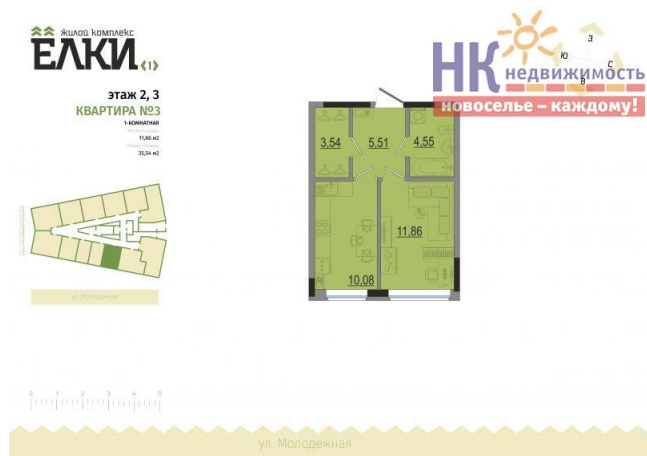 жилой комплекс
ЕЛКИ
‹1›
З
Ю
С
В
НК недвижимость
новоселье – каждому!
этаж 2, 3
КВАРТИРА №3
1-КОМНАТНАЯ
11,86 м2
35,54 м2
3,54
5,51
4,55
11,86
10,08
ул. Молодежная
0 1 2 3 4 5
ул. Молодежная